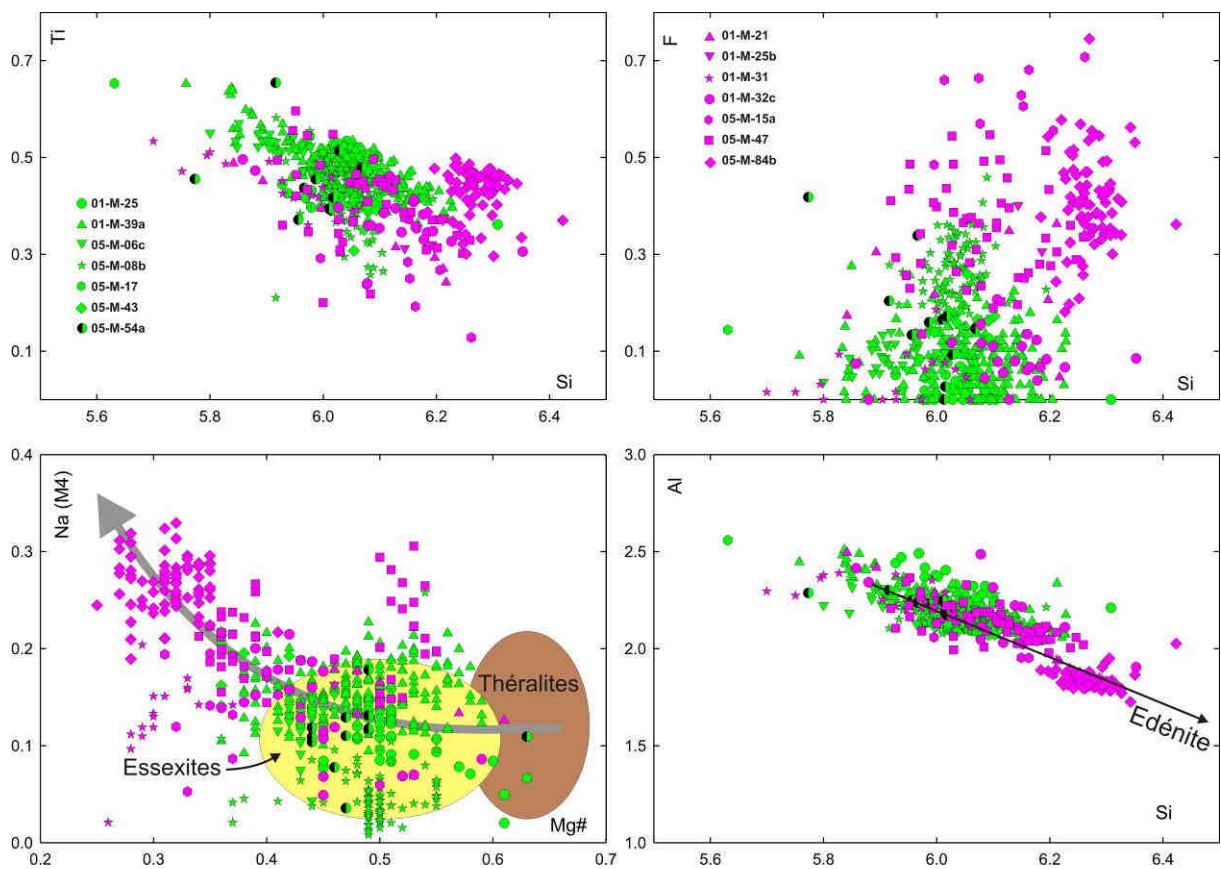 Ti
0.7
0.5
0.3
0.1
01-M-25
01-M-39a
05-M-06c
05-M-08b
05-M-17
05-M-43
05-M-54a
Si
5.6 5.8 6.0 6.2 6.4
F
0.7
0.5
0.3
0.1
01-M-21
01-M-25b
01-M-31
01-M-32c
05-M-15a
05-M-47
05-M-84b
Si
5.6 5.8 6.0 6.2 6.4
Na (M4)
0.4
0.3
0.2
0.1
0.0
Théralites
Essexites
Mg#
0.2 0.3 0.4 0.5 0.6 0.7
Al
3.0
2.5
2.0
1.5
1.0
Edénite
Si
5.6 5.8 6.0 6.2 6.4